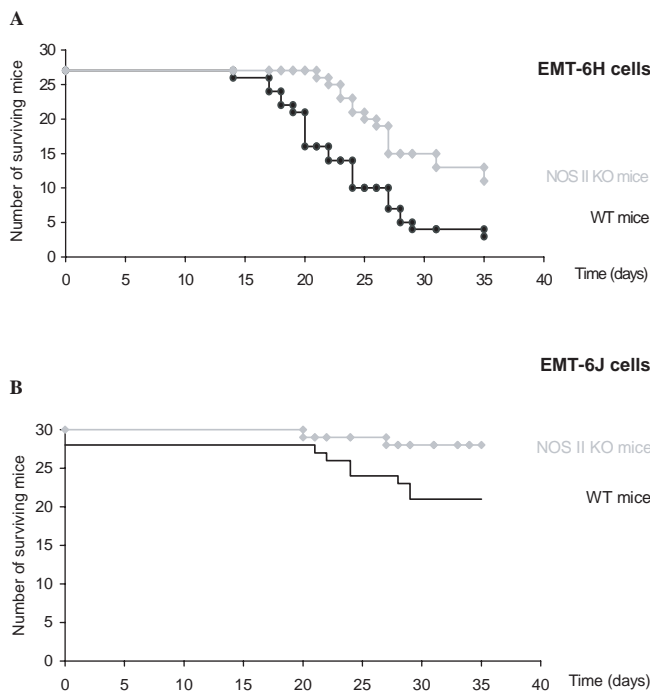 A
30
25
20
15
10
5
0
Number of surviving mice
EMT-6H cells
NOS II KO mice
WT mice
0 5 10 15 20 25 30 35 40
Time (days)
EMT-6J cells
B
30
25
20
15
10
5
0
Number of surviving mice
NOS II KO mice
WT mice
0 5 10 15 20 25 30 35 40
Time (days)